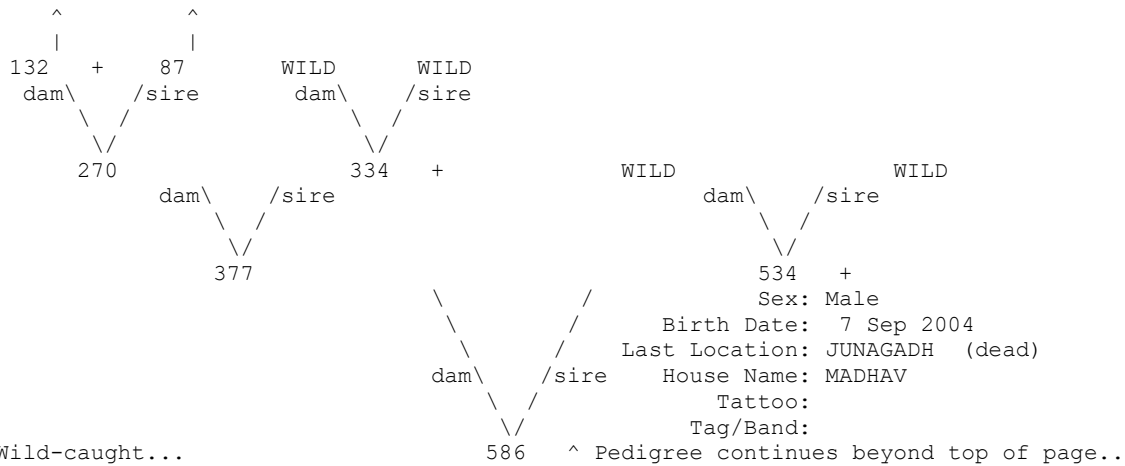 ^ ^
| |
132 + 87 WILD WILD
dam\ /sire dam\ /sire
\ / \ /
\/ \/
270 334 + WILD WILD
dam\ /sire dam\ /sire
\ / \ /
\/ \/
377 534 +
\ / Sex: Male
\ / Birth Date: 7 Sep 2004
\ / Last Location: JUNAGADH (dead)
dam\ /sire House Name: MADHAV
\ / Tattoo:
\/ Tag/Band:
Wild-caught... 586 ^ Pedigree continues beyond top of page..